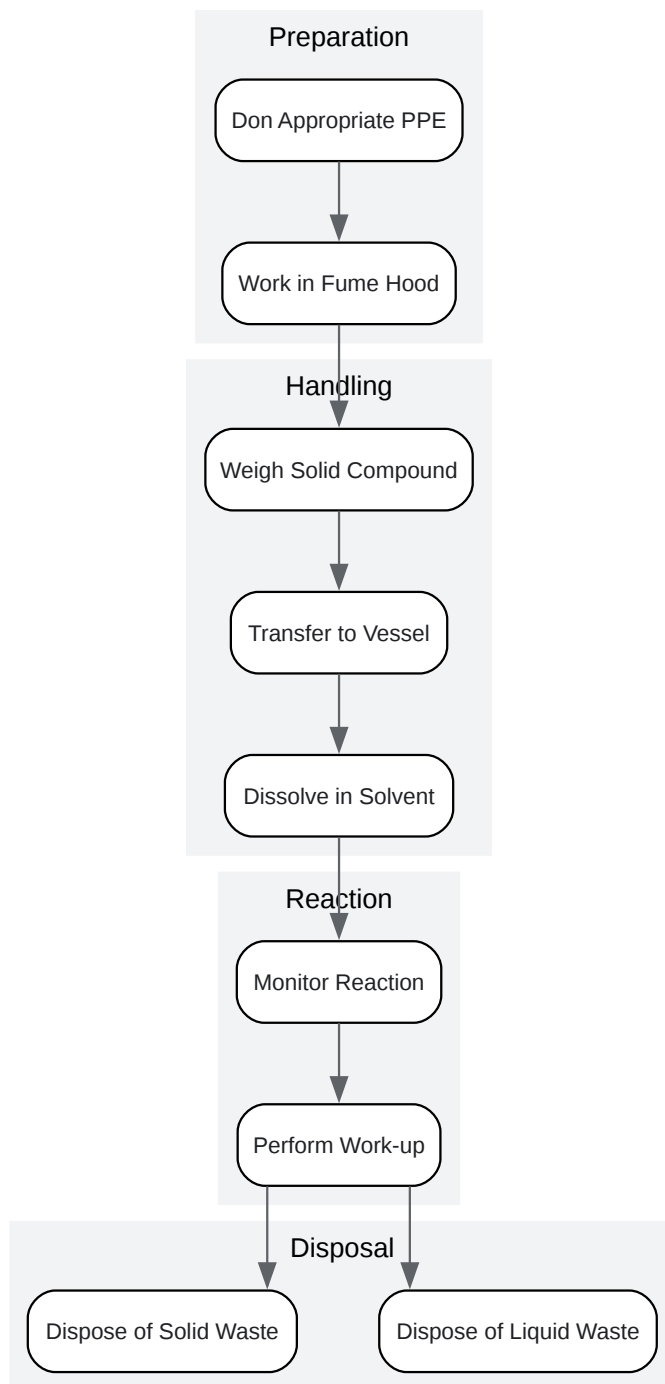 Preparation
Don Appropriate PPE
Work in Fume Hood
Handling
Weigh Solid Compound
Transfer to Vessel
Dissolve in Solvent
Reaction
Monitor Reaction
Perform Work-up
Disposal
Dispose of Solid Waste
Dispose of Liquid Waste